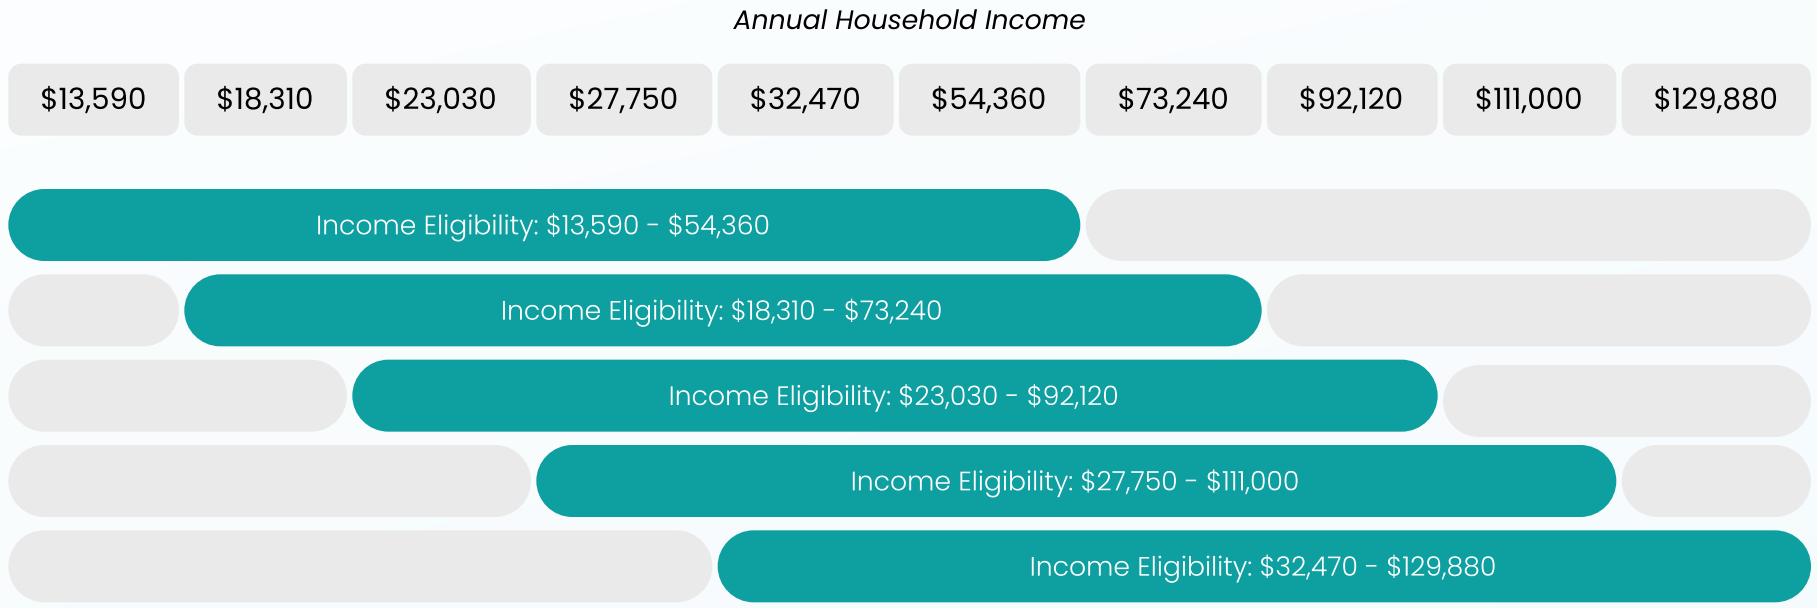 Annual Household Income
$13,590 $18,310 $23,030 $27,750 $32,470 $54,360 $73,240 $92,120 $111,000 $129,880
Income Eligibility: $13,590 - $54,360
Income Eligibility: $18,310 - $73,240
Income Eligibility: $23,030 - $92,120
Income Eligibility: $27,750 - $111,000
Income Eligibility: $32,470 - $129,880